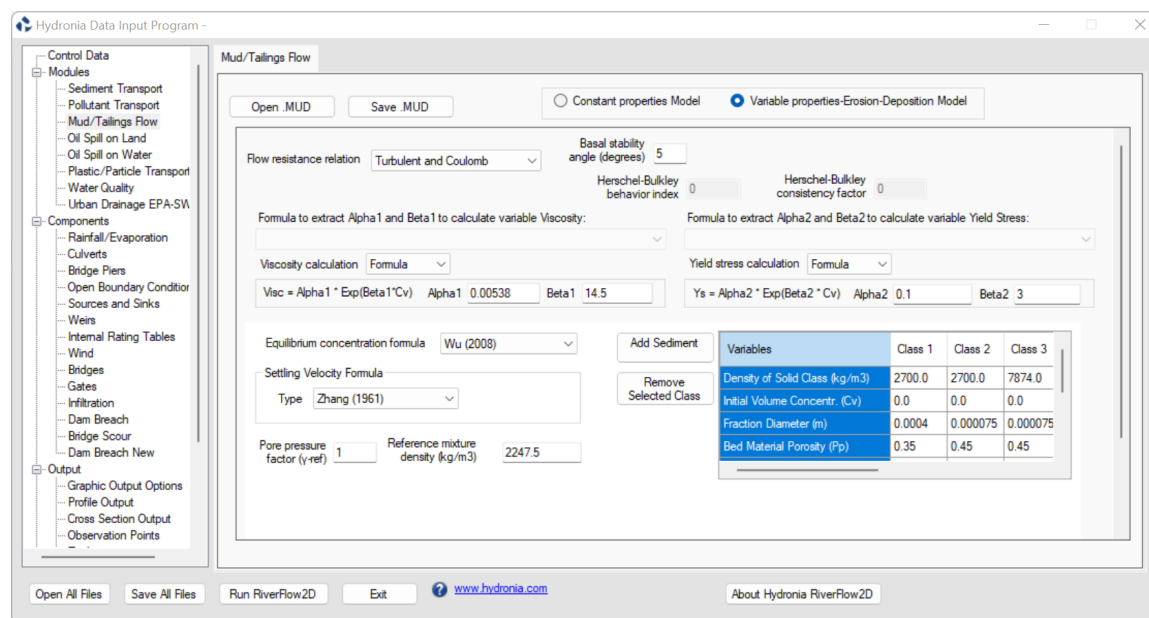 Hydronia Data Input Program -
Control Data
Modules
Sediment Transport
Pollutant Transport
Mud/Tailings Flow
Oil Spill on Land
Oil Spill on Water
Plastic/Particle Transport
Water Quality
Urban Drainage EPA-SW
Components
Rainfall/Evaporation
Culverts
Bridge Piers
Open Boundary Condition
Sources and Sinks
Weirs
Internal Rating Tables
Wind
Bridges
Gates
Infiltration
Dam Breach
Bridge Scour
Dam Breach New
Output
Graphic Output Options
Profile Output
Cross Section Output
Observation Points
Mud/Tailings Flow
Open .MUD Save .MUD Constant properties Model Variable properties-Erosion-Deposition Model
Flow resistance relation Turbulent and Coulomb
Basal stability
angle (degrees) 5
Herschel-Bulkley
behavior index 0
Herschel-Bulkley
consistency factor 0
Formula to extract Alpha1 and Beta1 to calculate variable Viscosity:
Formula to extract Alpha2 and Beta2 to calculate variable Yield Stress:
Viscosity calculation Formula
Yield stress calculation Formula
Visc = Alpha1 * Exp(Beta1*Cv) Alpha1 0.00538 Beta1 14.5
Ys = Alpha2 * Exp(Beta2 * Cv) Alpha2 0.1 Beta2 3
Equilibrium concentration formula Wu (2008)
Settling Velocity Formula
Type Zhang (1961)
Pore pressure
factor (γ-ref) 1
Reference mixture
density (kg/m3) 2247.5
Add Sediment
Remove
Selected Class
Variables Class 1 Class 2 Class 3
Density of Solid Class (kg/m3) 2700.0 2700.0 7874.0
Initial Volume Concentr. (Cv) 0.0 0.0 0.0
Fraction Diameter (m) 0.0004 0.000075 0.000075
Bed Material Porosity (Pp) 0.35 0.45 0.45
Open All Files Save All Files Run RiverFlow2D Exit ? www.hydronia.com About Hydronia RiverFlow2D